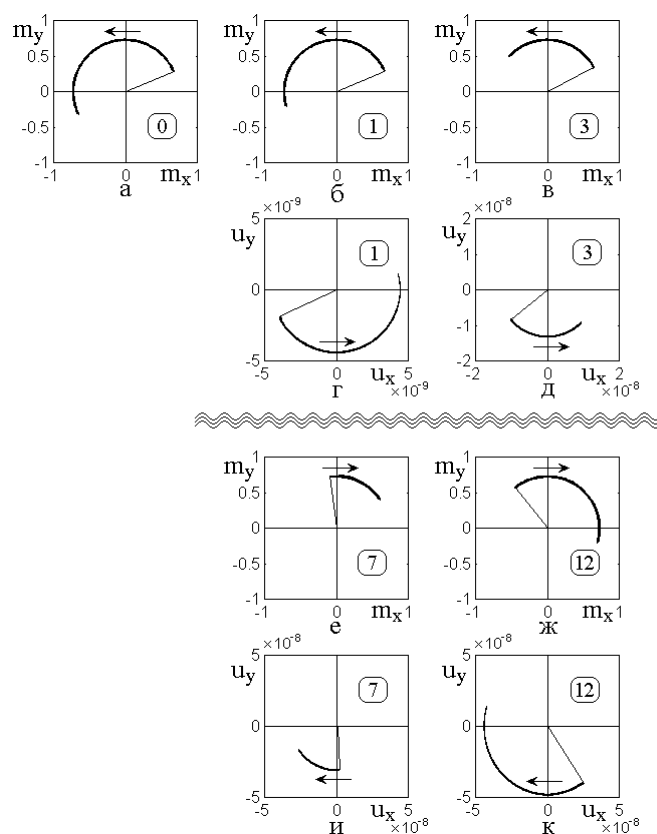 m_y m_y m_y
1 1 1
0.5 0.5 0.5
0 0 0
-0.5 -0.5 -0.5
0 1 3
-1 -1 -1
-1 0 m_x 1 -1 0 m_x 1 -1 0 m_x 1
а б в
×10⁻⁹ ×10⁻⁸
5 2
u_y u_y
1 3
1
0 0
-1
-5 -2
-5 0 u_x 5 -2 0 u_x 2
г ×10⁻⁹ д ×10⁻⁸
m_y m_y
1 1
0.5 0.5
0 0
-0.5 7 -0.5 12
-1 -1
-1 0 m_x 1 -1 0 m_x 1
е ж
×10⁻⁸ ×10⁻⁸
5 5
u_y 7 u_y 12
0 0
-5 -5
-5 0 u_x 5 -5 0 u_x 5
и ×10⁻⁸ к ×10⁻⁸